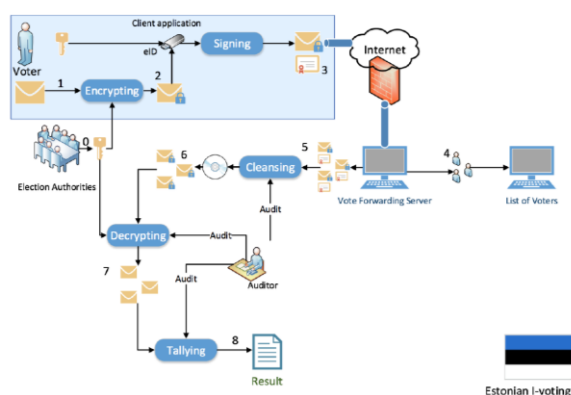 Client application
Voter
eID
Signing
Internet
1
Encrypting
2
3
0
Election Authorities
6
Cleansing
5
4
Vote Forwarding Server
List of Voters
Audit
Decrypting
Audit
Auditor
7
Audit
Tallying
8
Result
Estonian I-voting